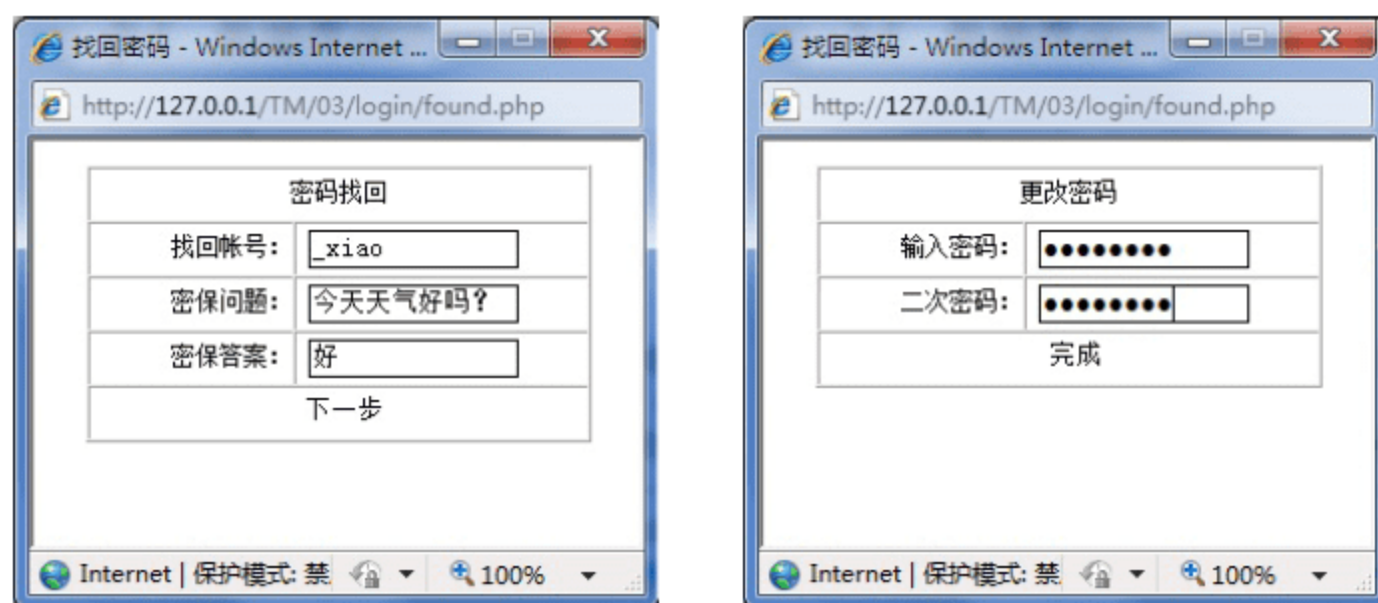 找回密码 - Windows Internet ...
http://127.0.0.1/TM/03/login/found.php
密码找回
找回帐号: _xiao
密保问题: 今天天气好吗?
密保答案: 好
下一步
Internet | 保护模式: 禁
100%
找回密码 - Windows Internet ...
http://127.0.0.1/TM/03/login/found.php
更改密码
输入密码: ●●●●●●●●
二次密码: ●●●●●●●●
完成
Internet | 保护模式: 禁
100%